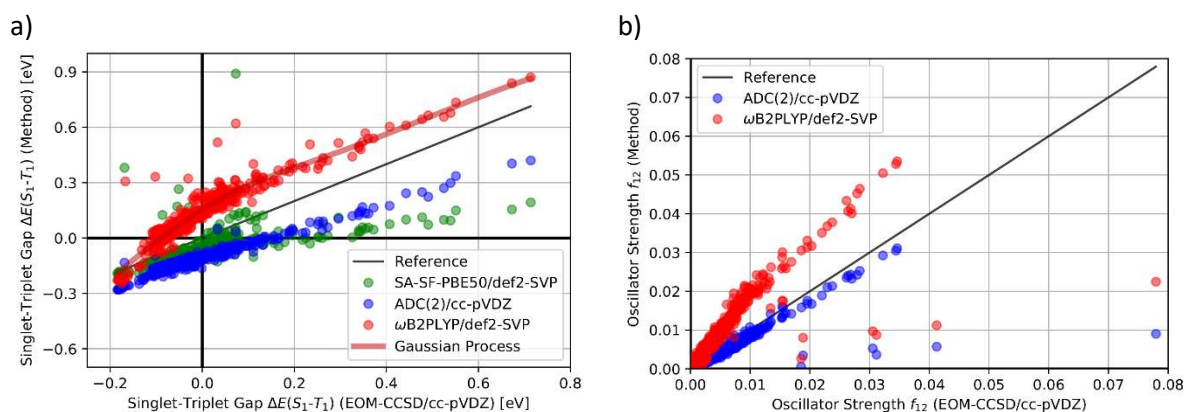 a)
Singlet-Triplet Gap ΔE(S₁-T₁) (Method) [eV]
0.9
0.6
0.3
0.0
−0.3
−0.6
Reference
SA-SF-PBE50/def2-SVP
ADC(2)/cc-pVDZ
ωB2PLYP/def2-SVP
Gaussian Process
−0.2 0.0 0.2 0.4 0.6 0.8
Singlet-Triplet Gap ΔE(S₁-T₁) (EOM-CCSD/cc-pVDZ) [eV]
b)
Oscillator Strength f₁₂ (Method)
0.08
0.07
0.06
0.05
0.04
0.03
0.02
0.01
0.00
Reference
ADC(2)/cc-pVDZ
ωB2PLYP/def2-SVP
0.00 0.01 0.02 0.03 0.04 0.05 0.06 0.07 0.08
Oscillator Strength f₁₂ (EOM-CCSD/cc-pVDZ)